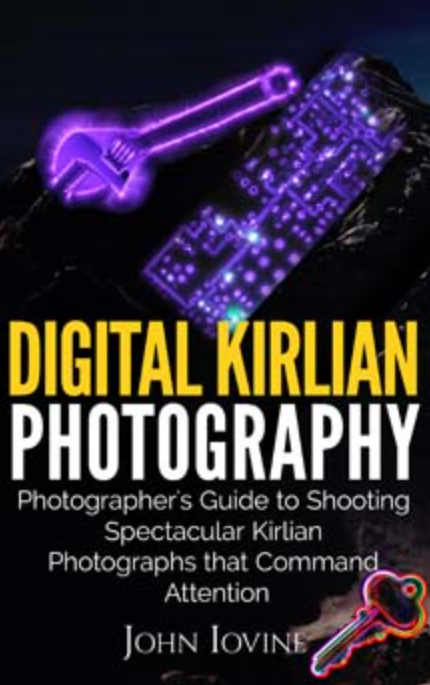 DIGITAL KIRLIAN
PHOTOGRAPHY
Photographer's Guide to Shooting
Spectacular Kirlian
Photographs that Command
Attention
JOHN IOVINE